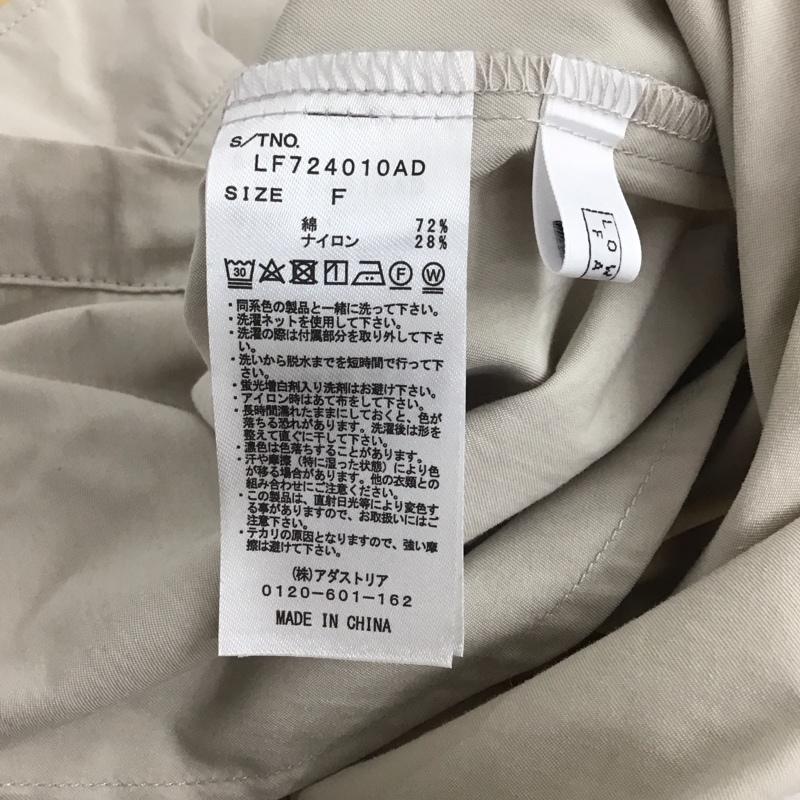 S/TNO.
LF724010AD
SIZE F
綿 72%
ナイロン 28%
30 F W
・同系色の製品と一緒に洗って下さい。
・洗濯ネットを使用して下さい。
・洗濯の際は付属部分を取り外して下さ
い。
・洗いから脱水までを短時間で行って下
さい。
・蛍光増白剤入り洗剤はお避け下さい。
・アイロン時はあて布をして下さい。
・長時間濡れたままにしておくと、色が
落ちる恐れがあります。洗濯後は形を
整えて直ぐに干して下さい。
・濃色は色落ちすることがあります。
・汗や摩擦（特に湿った状態）により色
が移る場合があります。他の衣類との
組み合わせにご注意ください。
・この製品は、直射日光等により変色す
る事がありますので、お取扱いにはご
注意下さい。
・テカリの原因となりますので、強い摩
擦は避けて下さい。
(株)アダストリア
0120-601-162
MADE IN CHINA
LOW
FA